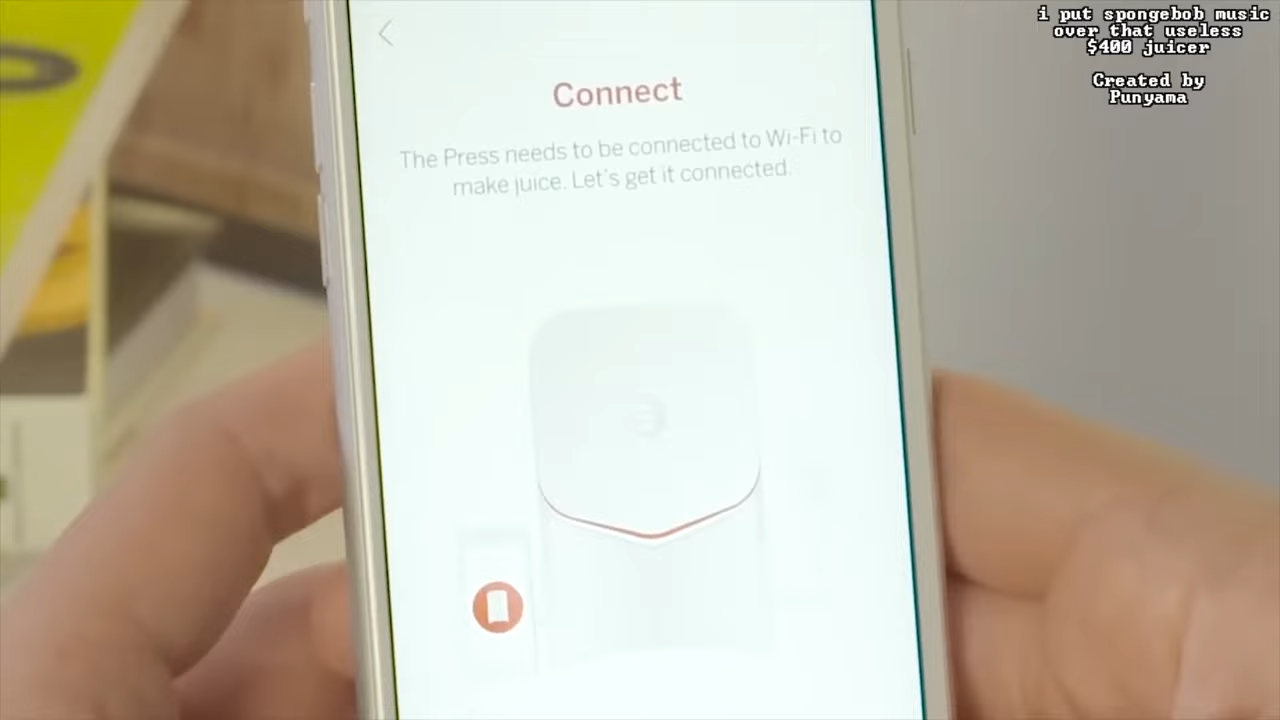 i put spongebob music
over that useless
$400 juicer
Created by
Punyama
Connect
The Press needs to be connected to Wi-Fi to
make juice. Let's get it connected.